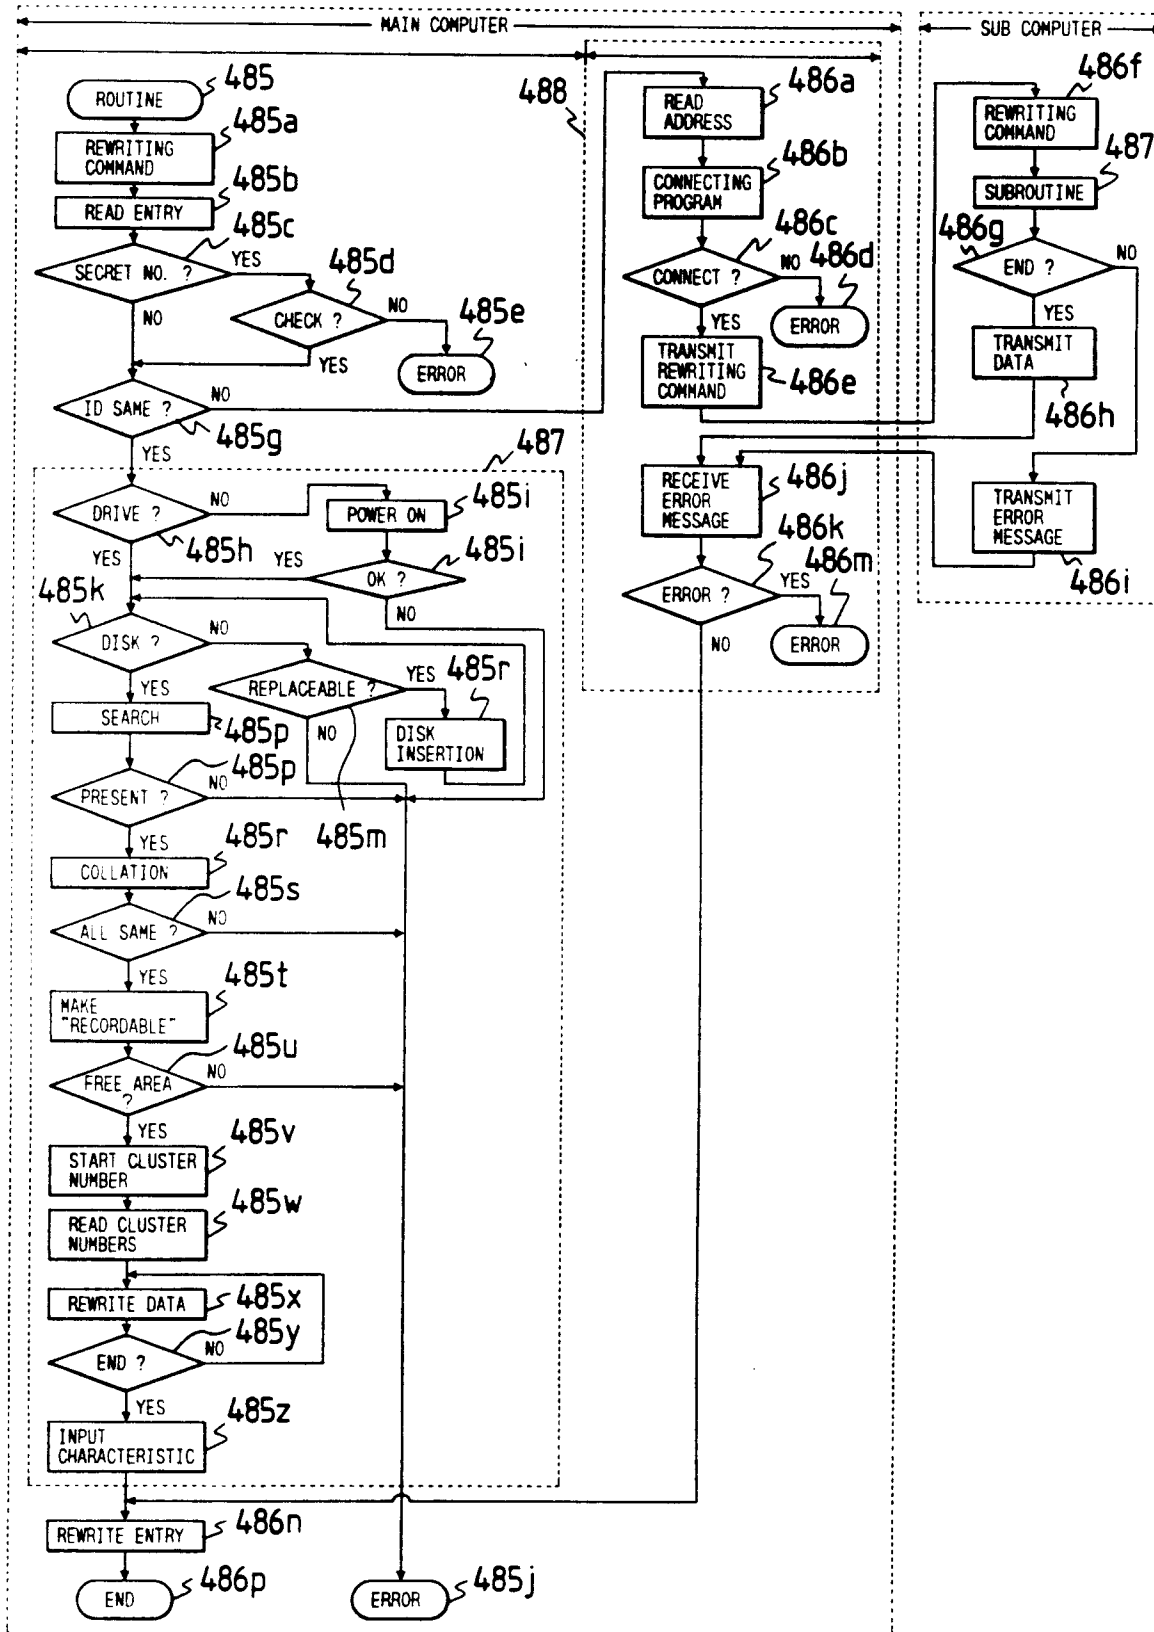 MAIN COMPUTER
SUB COMPUTER
ROUTINE
485
REWRITING
COMMAND
485a
READ ENTRY
485b
SECRET NO. ?
485c
YES
NO
CHECK ?
485d
NO
YES
ERROR
485e
ID SAME ?
485g
NO
YES
487
DRIVE ?
485h
NO
YES
POWER ON
485i
OK ?
485i
YES
NO
485k
DISK ?
NO
YES
REPLACEABLE ?
485m
YES
NO
485r
DISK
INSERTION
SEARCH
485p
PRESENT ?
485p
NO
YES
COLLATION
485r
ALL SAME ?
485s
NO
YES
MAKE
"RECORDABLE"
485t
FREE AREA
?
485u
NO
YES
START CLUSTER
NUMBER
485v
READ CLUSTER
NUMBERS
485w
REWRITE DATA
485x
END ?
485y
NO
YES
INPUT
CHARACTERISTIC
485z
REWRITE ENTRY
486n
END
486p
ERROR
485j
488
READ
ADDRESS
486a
CONNECTING
PROGRAM
486b
CONNECT ?
486c
NO
YES
486d
ERROR
TRANSMIT
REWRITING
COMMAND
486e
RECEIVE
ERROR
MESSAGE
486j
ERROR ?
486k
YES
NO
486m
ERROR
486f
REWRITING
COMMAND
487
SUBROUTINE
486g
END ?
NO
YES
TRANSMIT
DATA
486h
TRANSMIT
ERROR
MESSAGE
486i